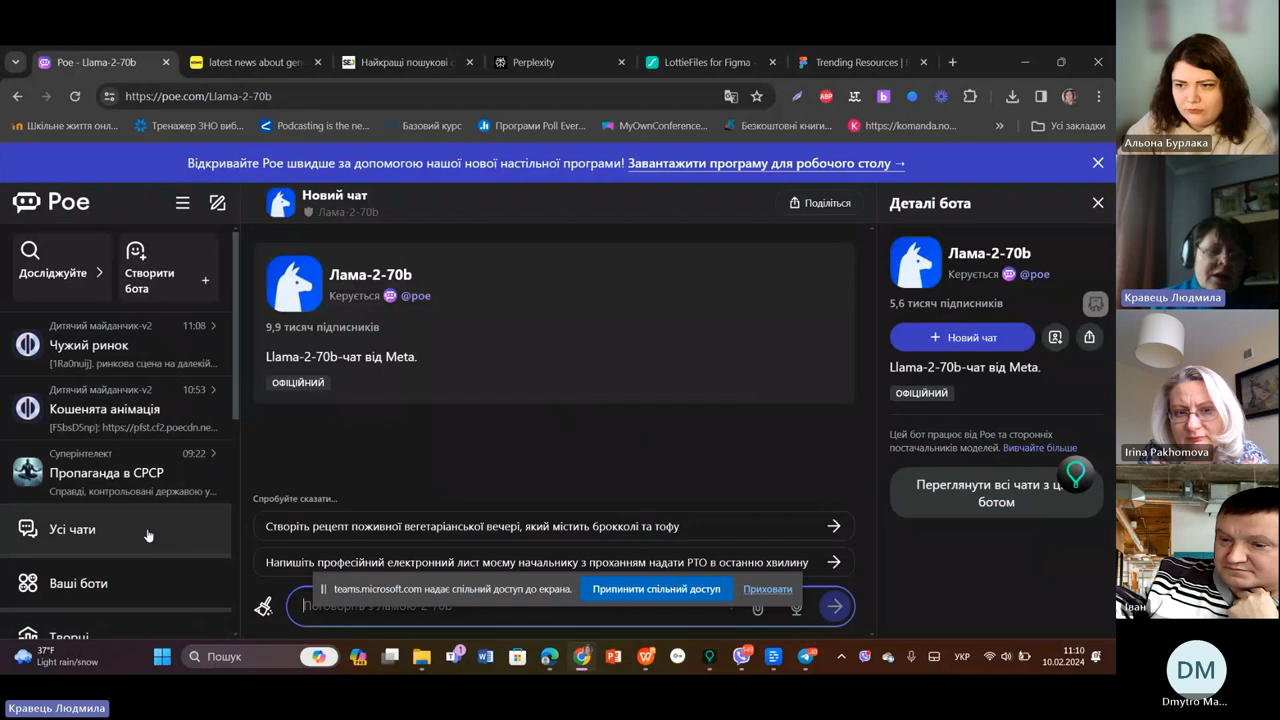 Poe - Llama-2-70b
latest news about gen
Найкращі пошукові с
Perplexity
LottieFiles for Figma -
Trending Resources |
https://poe.com/Llama-2-70b
Шкільне життя онл...
Тренажер ЗНО виб...
Podcasting is the ne...
Базовий курс
Програми Poll Ever...
MyOwnConference...
Безкоштовні книги...
https://komanda.no...
»
Усі закладки
Відкривайте Poe швидше за допомогою нашої нової настільної програми! Завантажити програму для робочого столу →
Poe
Досліджуйте
Створити бота
Дитячий майданчик-v2 11:08
Чужий ринок
[1Ra0nuij]. ринкова сцена на далекій...
Дитячий майданчик-v2 10:53
Кошенята анімація
[FSbsD5np]: https://pfst.cf2.poecdn.ne...
Суперінтелект 09:22
Пропаганда в СРСР
Справді, контрольовані державою у...
Усі чати
Ваші боти
Творці
Новий чат
Лама-2-70b
Поділіться
Лама-2-70b
Керується @poe
9,9 тисяч підписників
Llama-2-70b-чат від Meta.
ОФІЦІЙНИЙ
Спробуйте сказати...
Створіть рецепт поживної вегетаріанської вечері, який містить брокколі та тофу
Напишіть професійний електронний лист моєму начальнику з проханням надати PTO в останню хвилину
teams.microsoft.com надає спільний доступ до екрана.
Припинити спільний доступ
Приховати
Деталі бота
Лама-2-70b
Керується @poe
5,6 тисяч підписників
+ Новий чат
Llama-2-70b-чат від Meta.
ОФІЦІЙНИЙ
Цей бот працює від Poe та сторонніх
постачальників моделей. Вивчайте більше
Переглянути всі чати з ц
ботом
37°F
Light rain/snow
Пошук
УКР
11:10
10.02.2024
Альона Бурлака
Кравець Людмила
Irina Pakhomova
Іван
DM
Dmytro Ma...
Кравець Людмила